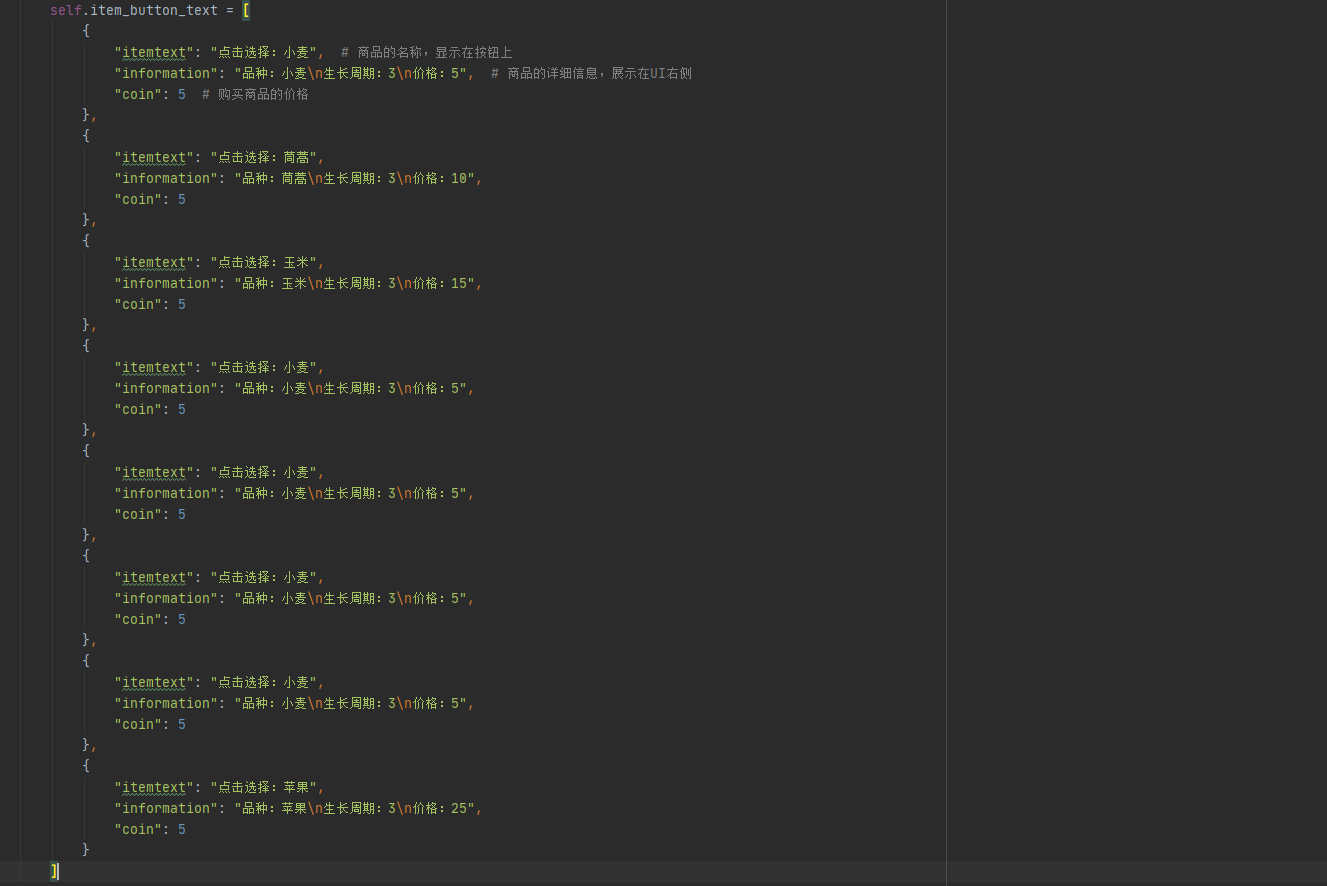 self.item_button_text = [
{
"itemtext": "点击选择：小麦",  # 商品的名称，显示在按钮上
"information": "品种：小麦\n生长周期：3\n价格：5",  # 商品的详细信息，展示在UI右侧
"coin": 5  # 购买商品的价格
},
{
"itemtext": "点击选择：茼蒿",
"information": "品种：茼蒿\n生长周期：3\n价格：10",
"coin": 5
},
{
"itemtext": "点击选择：玉米",
"information": "品种：玉米\n生长周期：3\n价格：15",
"coin": 5
},
{
"itemtext": "点击选择：小麦",
"information": "品种：小麦\n生长周期：3\n价格：5",
"coin": 5
},
{
"itemtext": "点击选择：小麦",
"information": "品种：小麦\n生长周期：3\n价格：5",
"coin": 5
},
{
"itemtext": "点击选择：小麦",
"information": "品种：小麦\n生长周期：3\n价格：5",
"coin": 5
},
{
"itemtext": "点击选择：小麦",
"information": "品种：小麦\n生长周期：3\n价格：5",
"coin": 5
},
{
"itemtext": "点击选择：苹果",
"information": "品种：苹果\n生长周期：3\n价格：25",
"coin": 5
}
]